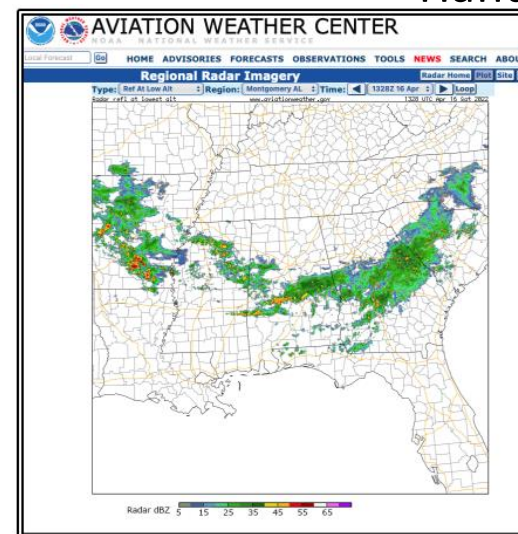 AVIATION WEATHER CENTER
NOAA NATIONAL WEATHER SERVICE
Local Forecast Go HOME ADVISORIES FORECASTS OBSERVATIONS TOOLS NEWS SEARCH ABOU
Regional Radar Imagery Radar Home Plot Site
Type: Ref At Low Alt Region: Montgomery AL Time: 1328Z 16 Apr Loop
Radar refl at lowest alt www.aviationweather.gov 1328 UTC Apr 16 Sat 2022
Radar dBZ 5 15 25 35 45 55 65